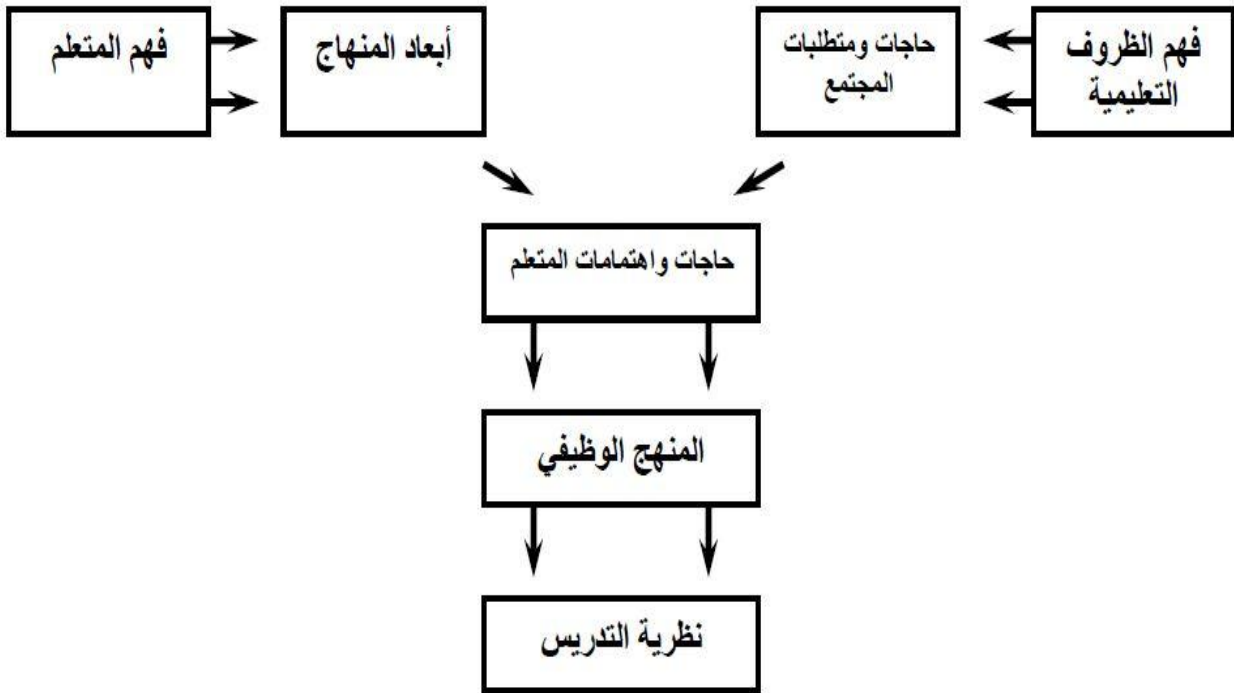 فهم الظروف
التعليمية
حاجات ومتطلبات
المجتمع
أبعاد المنهاج
فهم المتعلم
حاجات واهتمامات المتعلم
المنهج الوظيفي
نظرية التدريس